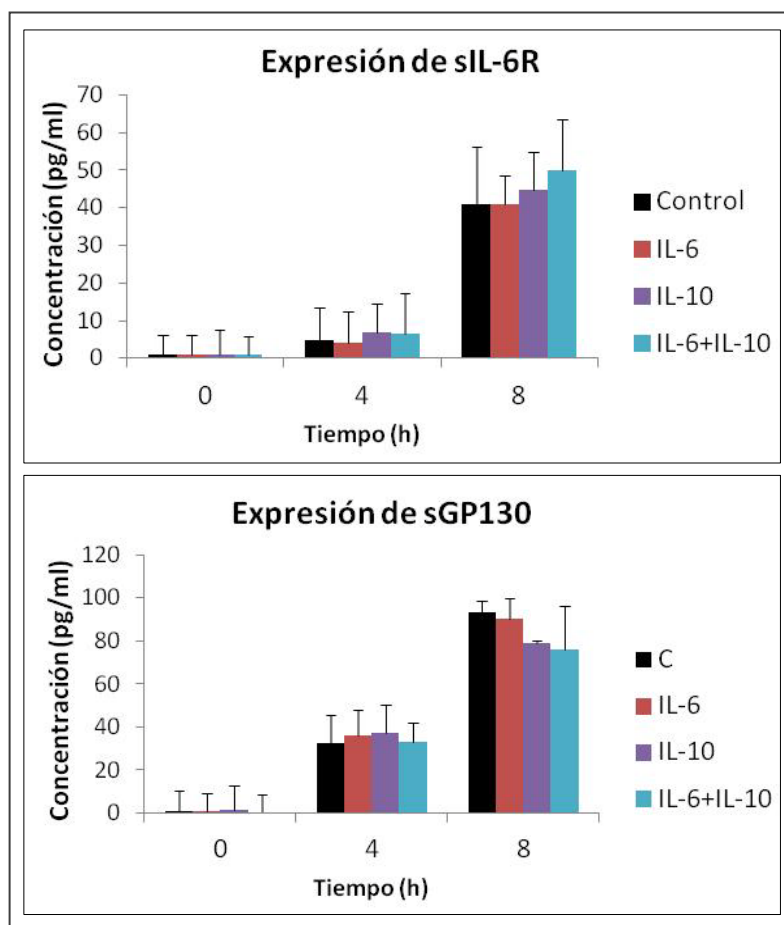 Expresión de sIL-6R
Concentración (pg/ml)
70
60
50
40
30
20
10
0
0 4 8
Tiempo (h)
Control
IL-6
IL-10
IL-6+IL-10
Expresión de sGP130
Concentración (pg/ml)
120
100
80
60
40
20
0
0 4 8
Tiempo (h)
C
IL-6
IL-10
IL-6+IL-10